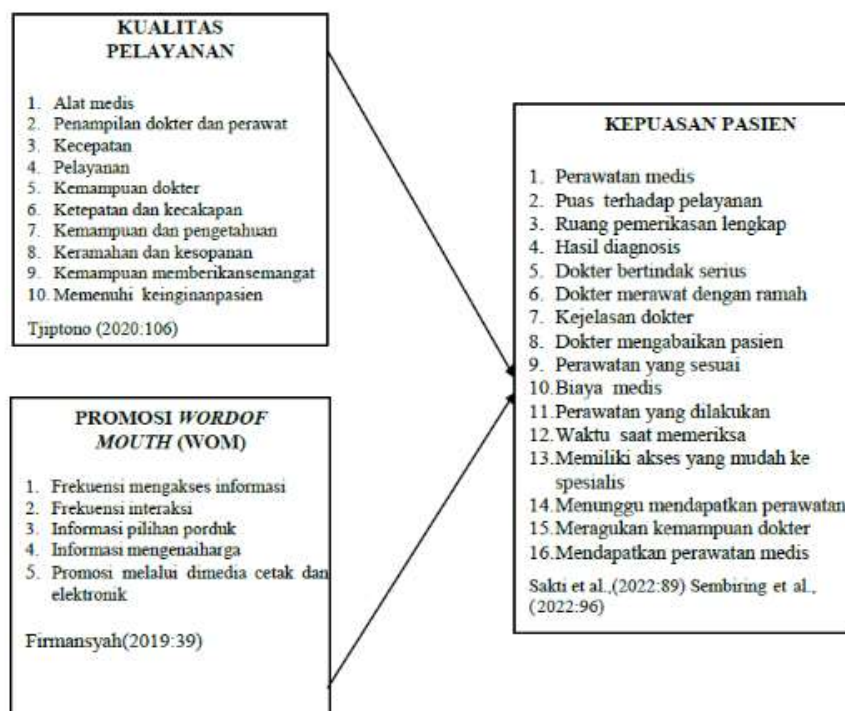 KUALITAS
PELAYANAN
1. Alat medis
2. Penampilan dokter dan perawat
3. Kecepatan
4. Pelayanan
5. Kemampuan dokter
6. Ketepatan dan kecakapan
7. Kemampuan dan pengetahuan
8. Keramahan dan kesopanan
9. Kemampuan memberikansemangat
10. Memenuhi keinginanpasien
Tjiptono (2020:106)
PROMOSI WORDOF
MOUTH (WOM)
1. Frekuensi mengakses informasi
2. Frekuensi interaksi
3. Informasi pilihan porduk
4. Informasi mengenaiharga
5. Promosi melalui dimedia cetak dan
elektronik
Firmansyah(2019:39)
KEPUASAN PASIEN
1. Perawatan medis
2. Puas terhadap pelayanan
3. Ruang pemerikasan lengkap
4. Hasil diagnosis
5. Dokter bertindak serius
6. Dokter merawat dengan ramah
7. Kejelasan dokter
8. Dokter mengabaikan pasien
9. Perawatan yang sesuai
10. Biaya medis
11. Perawatan yang dilakukan
12. Waktu saat memeriksa
13. Memiliki akses yang mudah ke
spesialis
14. Menunggu mendapatkan perawatan
15. Meragukan kemampuan dokter
16. Mendapatkan perawatan medis
Sakti et al.,(2022:89) Sembiring et al.,
(2022:96)